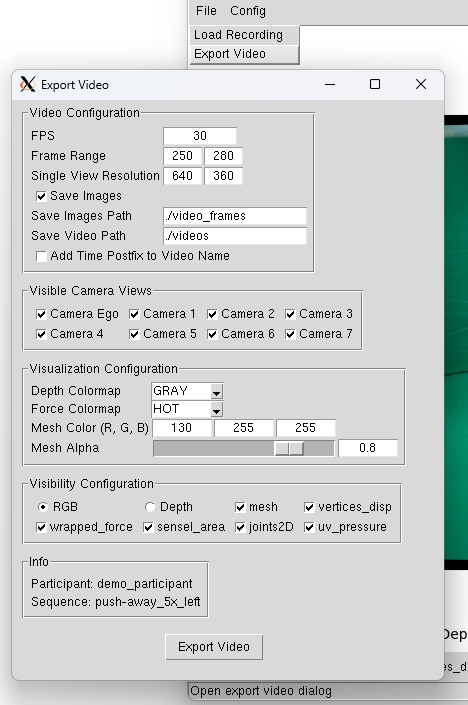 File Config
Load Recording
Export Video
Export Video
Video Configuration
FPS 30
Frame Range 250 280
Single View Resolution 640 360
Save Images
Save Images Path ./video_frames
Save Video Path ./videos
Add Time Postfix to Video Name
Visible Camera Views
Camera Ego Camera 1 Camera 2 Camera 3
Camera 4 Camera 5 Camera 6 Camera 7
Visualization Configuration
Depth Colormap GRAY
Force Colormap HOT
Mesh Color (R, G, B) 130 255 255
Mesh Alpha 0.8
Visibility Configuration
RGB Depth mesh vertices_disp
wrapped_force sensel_area joints2D uv_pressure
Info
Participant: demo_participant
Sequence: push-away_5x_left
Dep
Export Video
es_d
Open export video dialog